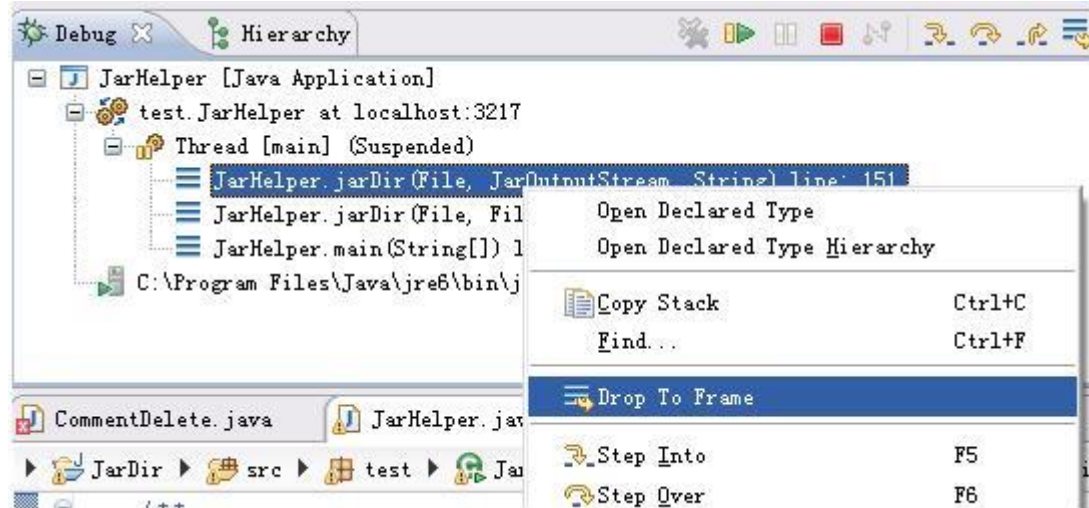 Debug Hierarchy
JarHelper [Java Application]
test.JarHelper at localhost:3217
Thread [main] (Suspended)
JarHelper.jarDir(File, JarOutputStream, String) line: 151
JarHelper.jarDir(File, Fil
JarHelper.main(String[]) l
C:\Program Files\Java\jre6\bin\j
Open Declared Type
Open Declared Type Hierarchy
Copy Stack Ctrl+C
Find... Ctrl+F
Drop To Frame
Step Into F5
Step Over F6
CommentDelete.java JarHelper.jav
JarDir src test Jar
/**